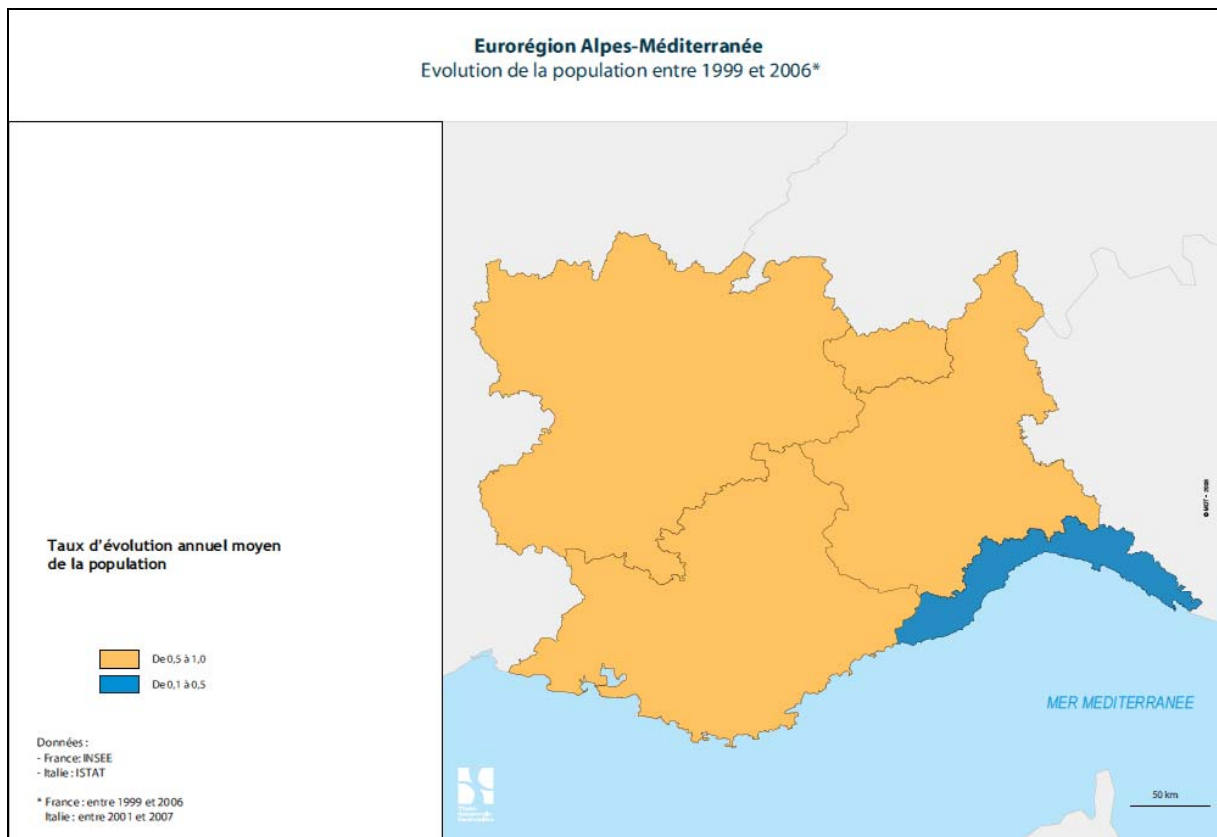 Eurorégion Alpes-Méditerranée
Evolution de la population entre 1999 et 2006*
Taux d'évolution annuel moyen
de la population
De 0,5 à 1,0
De 0,1 à 0,5
Données :
- France: INSEE
- Italie : ISTAT
* France : entre 1999 et 2006
Italie : entre 2001 et 2007
MER MEDITERRANEE
50 km